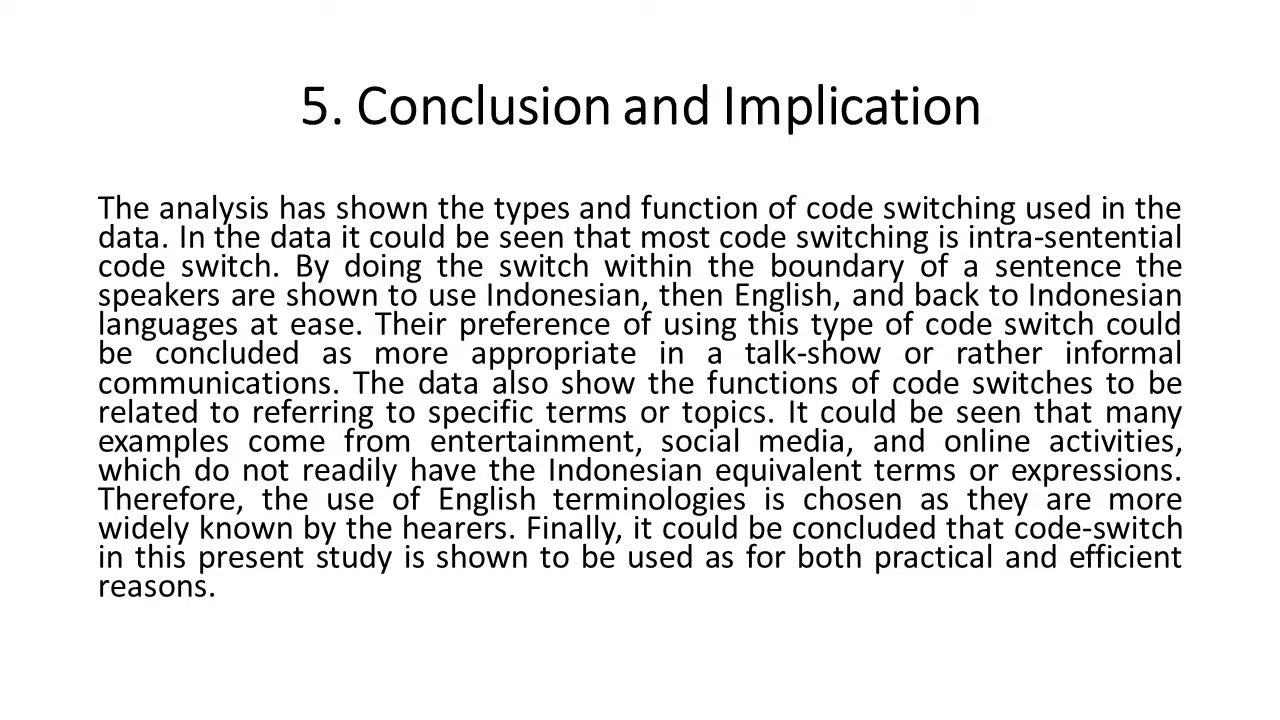 5. Conclusion and Implication
The analysis has shown the types and function of code switching used in the
data. In the data it could be seen that most code switching is intra-sentential
code switch. By doing the switch within the boundary of a sentence the
speakers are shown to use Indonesian, then English, and back to Indonesian
languages at ease. Their preference of using this type of code switch could
be concluded as more appropriate in a talk-show or rather informal
communications. The data also show the functions of code switches to be
related to referring to specific terms or topics. It could be seen that many
examples come from entertainment, social media, and online activities,
which do not readily have the Indonesian equivalent terms or expressions.
Therefore, the use of English terminologies is chosen as they are more
widely known by the hearers. Finally, it could be concluded that code-switch
in this present study is shown to be used as for both practical and efficient
reasons.